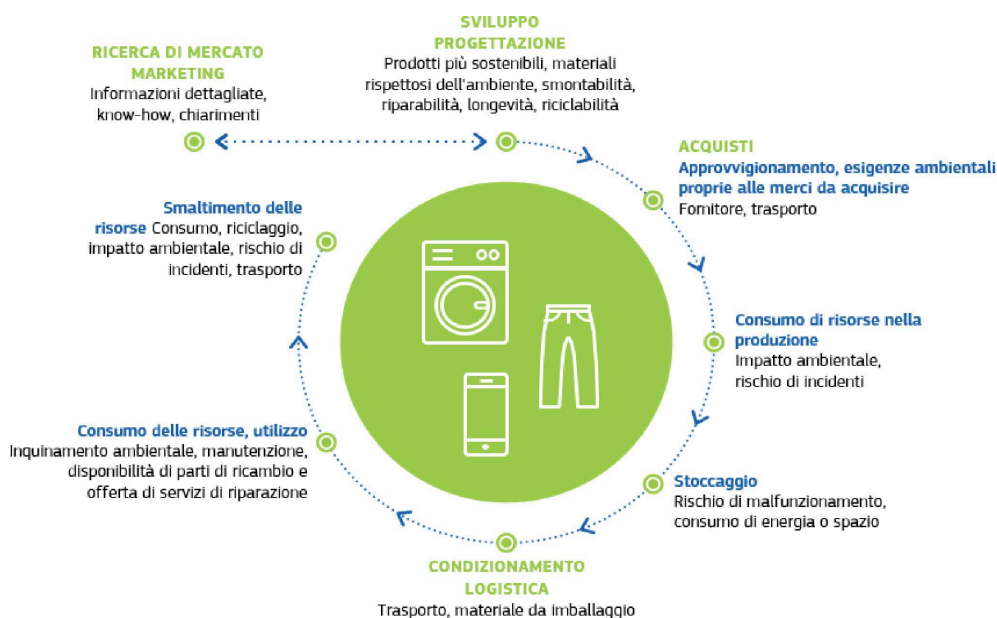 RICERCA DI MERCATO
MARKETING
Informazioni dettagliate,
know-how, chiarimenti
SVILUPPO
PROGETTAZIONE
Prodotti più sostenibili, materiali
rispettosi dell'ambiente, smontabilità,
riparabilità, longevità, riciclabilità
ACQUISTI
Approvvigionamento, esigenze ambientali
proprie alle merci da acquisire
Fornitore, trasporto
Consumo di risorse nella
produzione
Impatto ambientale,
rischio di incidenti
Stoccaggio
Rischio di malfunzionamento,
consumo di energia o spazio
CONDIZIONAMENTO
LOGISTICA
Trasporto, materiale da imballaggio
Consumo delle risorse, utilizzo
Inquinamento ambientale, manutenzione,
disponibilità di parti di ricambio e
offerta di servizi di riparazione
Smaltimento delle
risorse Consumo, riciclaggio,
impatto ambientale, rischio di
incidenti, trasporto